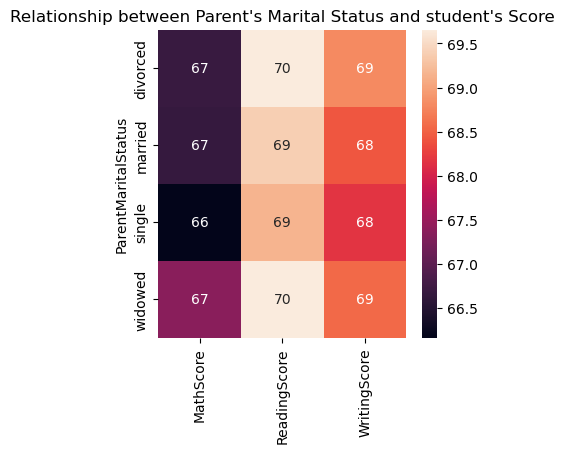 Relationship between Parent's Marital Status and student's Score
ParentMaritalStatus
divorced 67 70 69
married 67 69 68
single 66 69 68
widowed 67 70 69
MathScore
ReadingScore
WritingScore
69.5
69.0
68.5
68.0
67.5
67.0
66.5